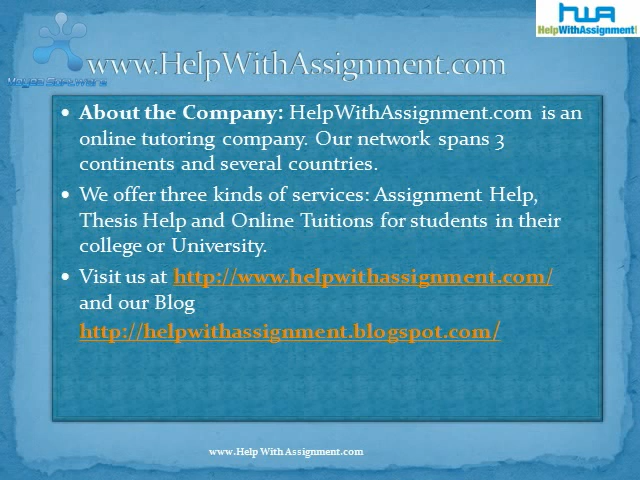 HWA
HelpWithAssignment!
www.HelpWithAssignment.com
• About the Company: HelpWithAssignment.com is an
online tutoring company. Our network spans 3
continents and several countries.
• We offer three kinds of services: Assignment Help,
Thesis Help and Online Tuitions for students in their
college or University.
• Visit us at http://www.helpwithassignment.com/
and our Blog
http://helpwithassignment.blogspot.com/
www.HelpWithAssignment.com